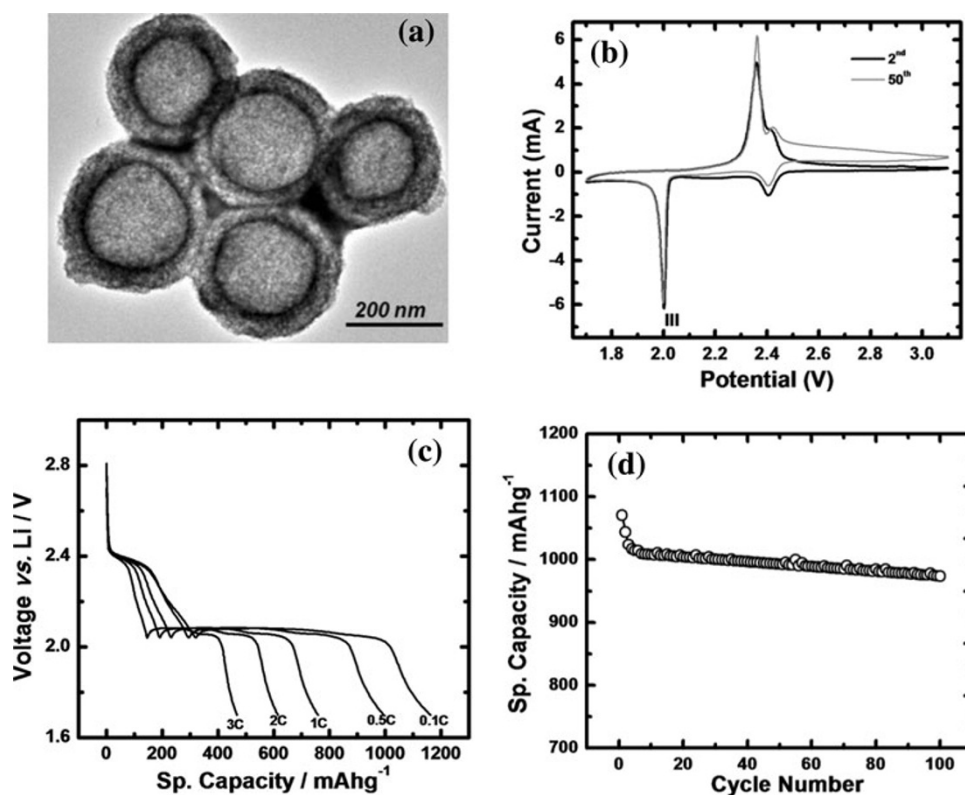 (a)
200 nm
(b)
2nd
50th
III
Current (mA)
6
4
2
0
-2
-4
-6
1.8 2.0 2.2 2.4 2.6 2.8 3.0
Potential (V)
(c)
Voltage vs. Li / V
2.8
2.4
2.0
1.6
3C 2C 1C 0.5C 0.1C
0 200 400 600 800 1000 1200
Sp. Capacity / mAhg-1
(d)
Sp. Capacity / mAhg-1
1200
1100
1000
900
800
700
0 20 40 60 80 100
Cycle Number